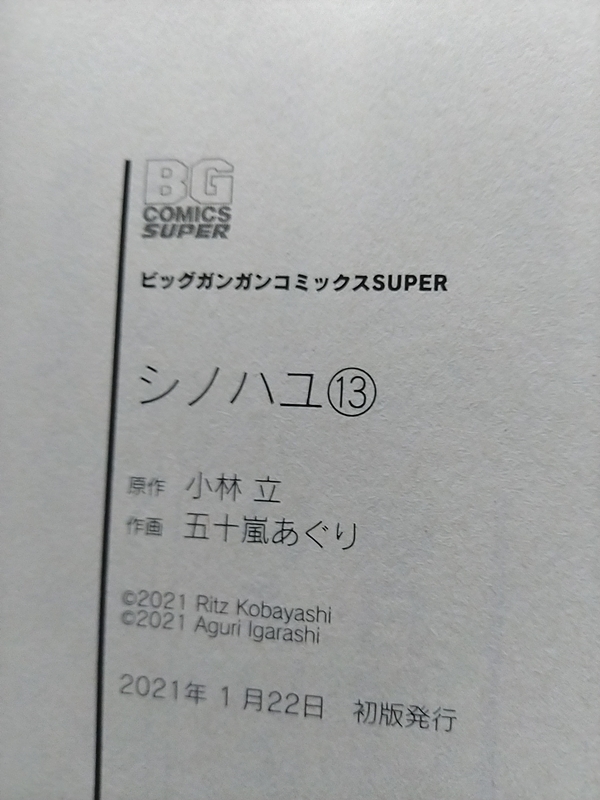 BG
COMICS
SUPER
ビッグガンガンコミックスSUPER
シノハユ⑬
原作 小林 立
作画 五十嵐あぐり
©2021 Ritz Kobayashi
©2021 Aguri Igarashi
2021年1月22日 初版発行